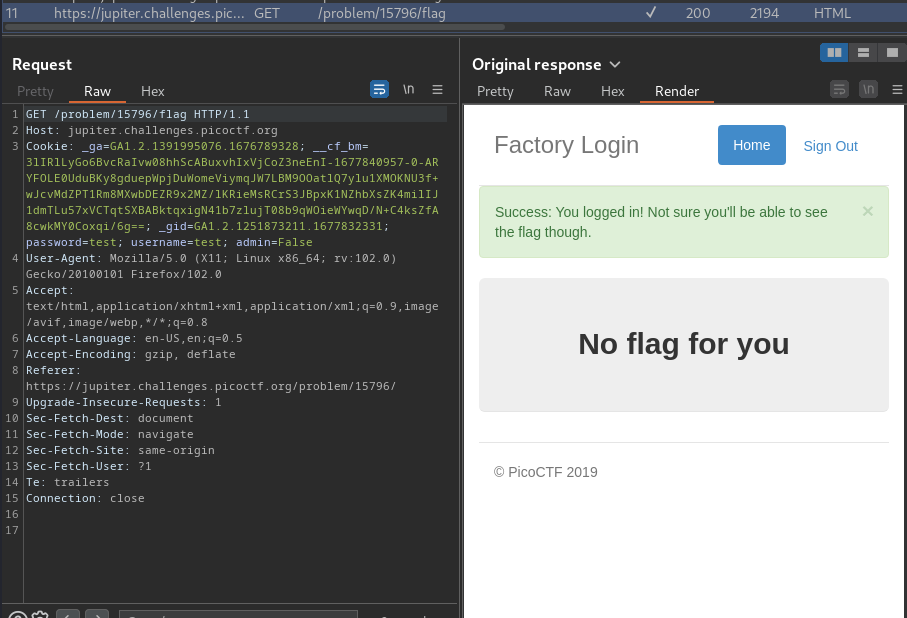 11 https://jupiter.challenges.pic... GET /problem/15796/flag ✓ 200 2194 HTML
Request
Pretty Raw Hex
\n
1 GET /problem/15796/flag HTTP/1.1
2 Host: jupiter.challenges.picoctf.org
3 Cookie: _ga=GA1.2.1391995076.1676789328; __cf_bm=
3lIRlLyGo6BvcRaIvw08hhScABuxvhIxVjCoZ3neEnI-1677840957-0-AR
YFOLE0UduBKy8gduepWpjDuWomeViymqJW7LBM9OOatlQ7ylu1XMOKNU3f+
wJcvMdZPT1Rm8MXwbDEZR9x2MZ/lKRieMsRCrS3JBpxK1NZhbXsZK4milIJ
1dmTLu57xVCTqtSXBABktqxigN41b7zlujT08b9qWOieWYwqD/N+C4ksZfA
8cwkMY0Coxqi/6g==; _gid=GA1.2.1251873211.1677832331;
password=test; username=test; admin=False
4 User-Agent: Mozilla/5.0 (X11; Linux x86_64; rv:102.0)
Gecko/20100101 Firefox/102.0
5 Accept:
text/html,application/xhtml+xml,application/xml;q=0.9,image
/avif,image/webp,*/*;q=0.8
6 Accept-Language: en-US,en;q=0.5
7 Accept-Encoding: gzip, deflate
8 Referer:
https://jupiter.challenges.picoctf.org/problem/15796/
9 Upgrade-Insecure-Requests: 1
10 Sec-Fetch-Dest: document
11 Sec-Fetch-Mode: navigate
12 Sec-Fetch-Site: same-origin
13 Sec-Fetch-User: ?1
14 Te: trailers
15 Connection: close
16
17
Original response
Pretty Raw Hex Render
\n
Factory Login
Home Sign Out
Success: You logged in! Not sure you'll be able to see ×
the flag though.
No flag for you
© PicoCTF 2019